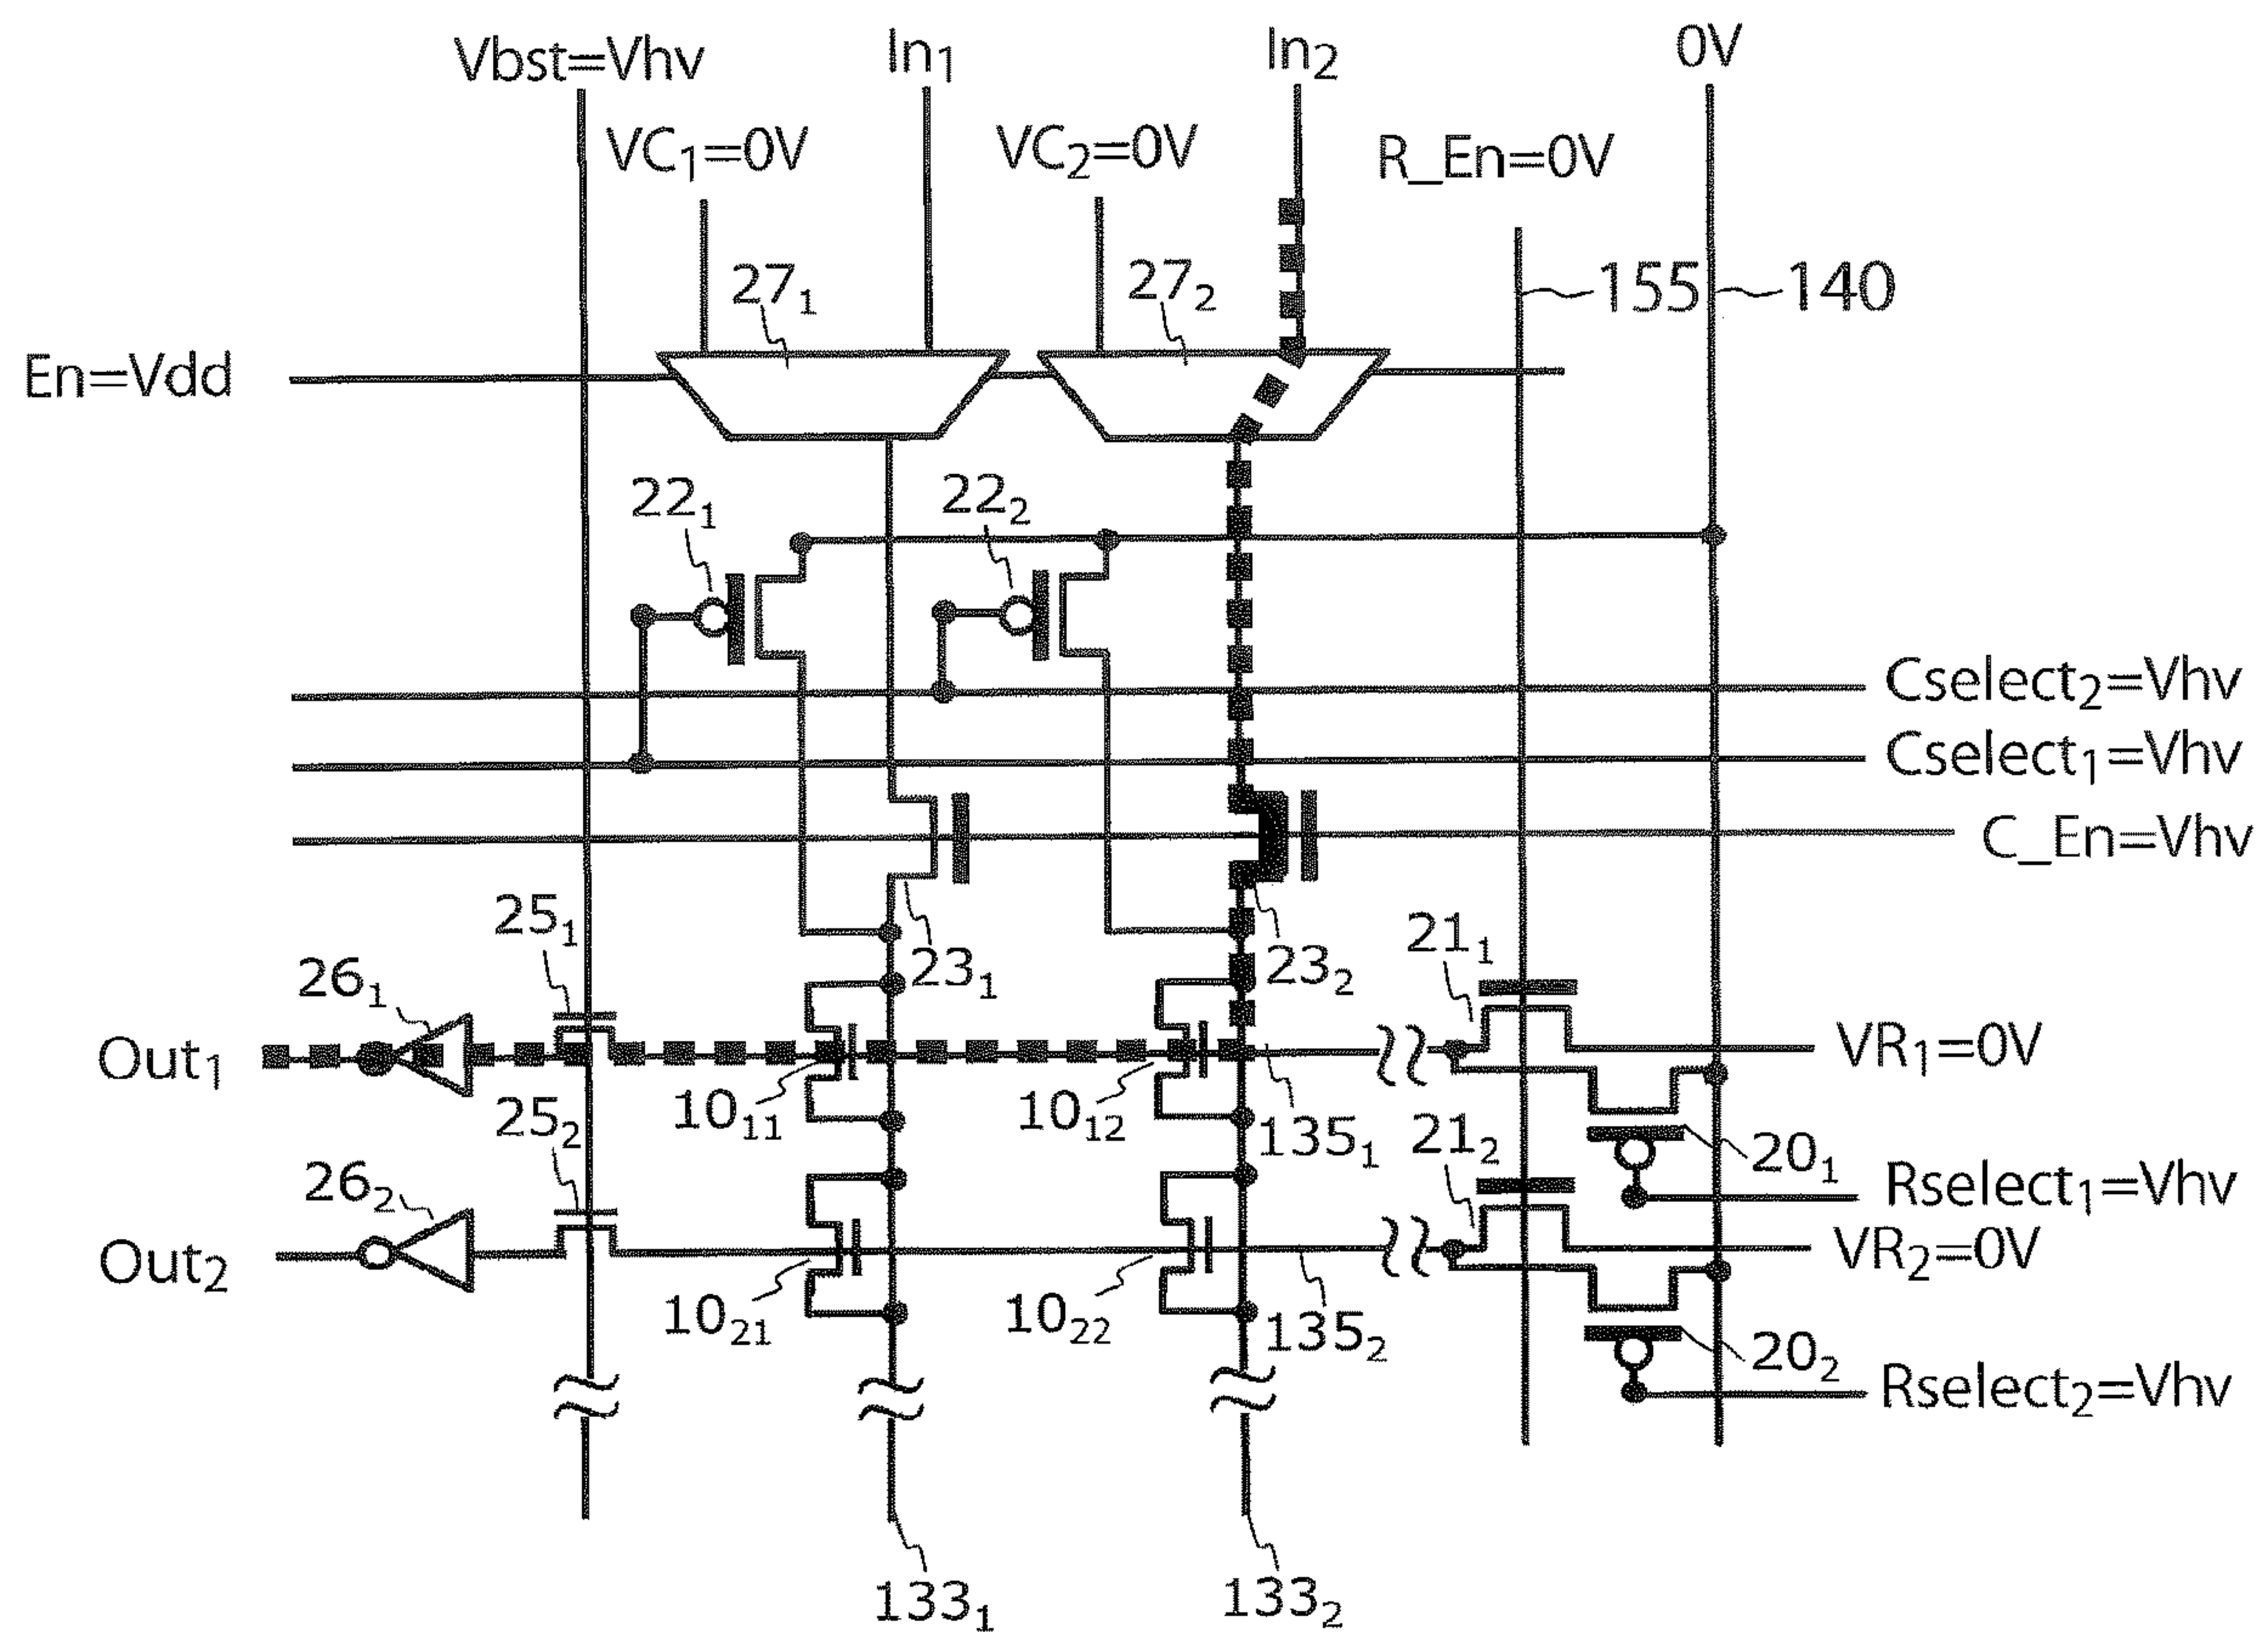 Vbst=Vhv
In1
In2
0V
VC1=0V
VC2=0V
R_En=0V
271
272
155
140
En=Vdd
221
222
Cselect2=Vhv
Cselect1=Vhv
C_En=Vhv
251
231
232
211
261
Out1
VR1=0V
1011
1012
1351
252
212
201
262
Rselect1=Vhv
Out2
VR2=0V
1021
1022
1352
202
Rselect2=Vhv
1331
1332